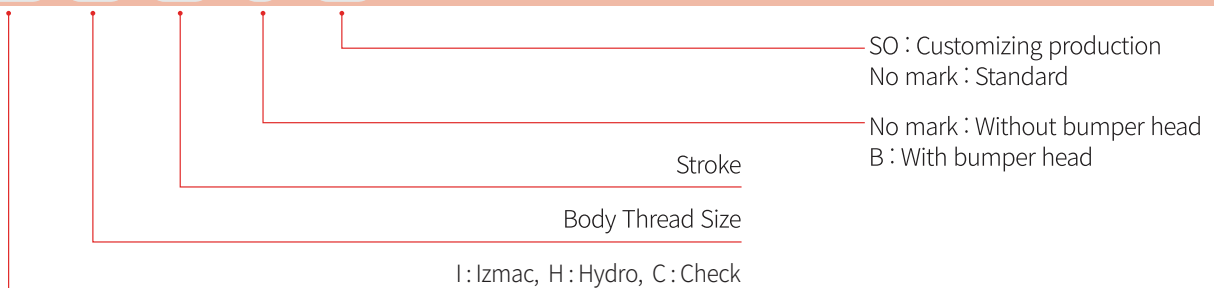 SO : Customizing production
No mark : Standard
No mark : Without bumper head
B : With bumper head
Stroke
Body Thread Size
I : Izmac, H : Hydro, C : Check